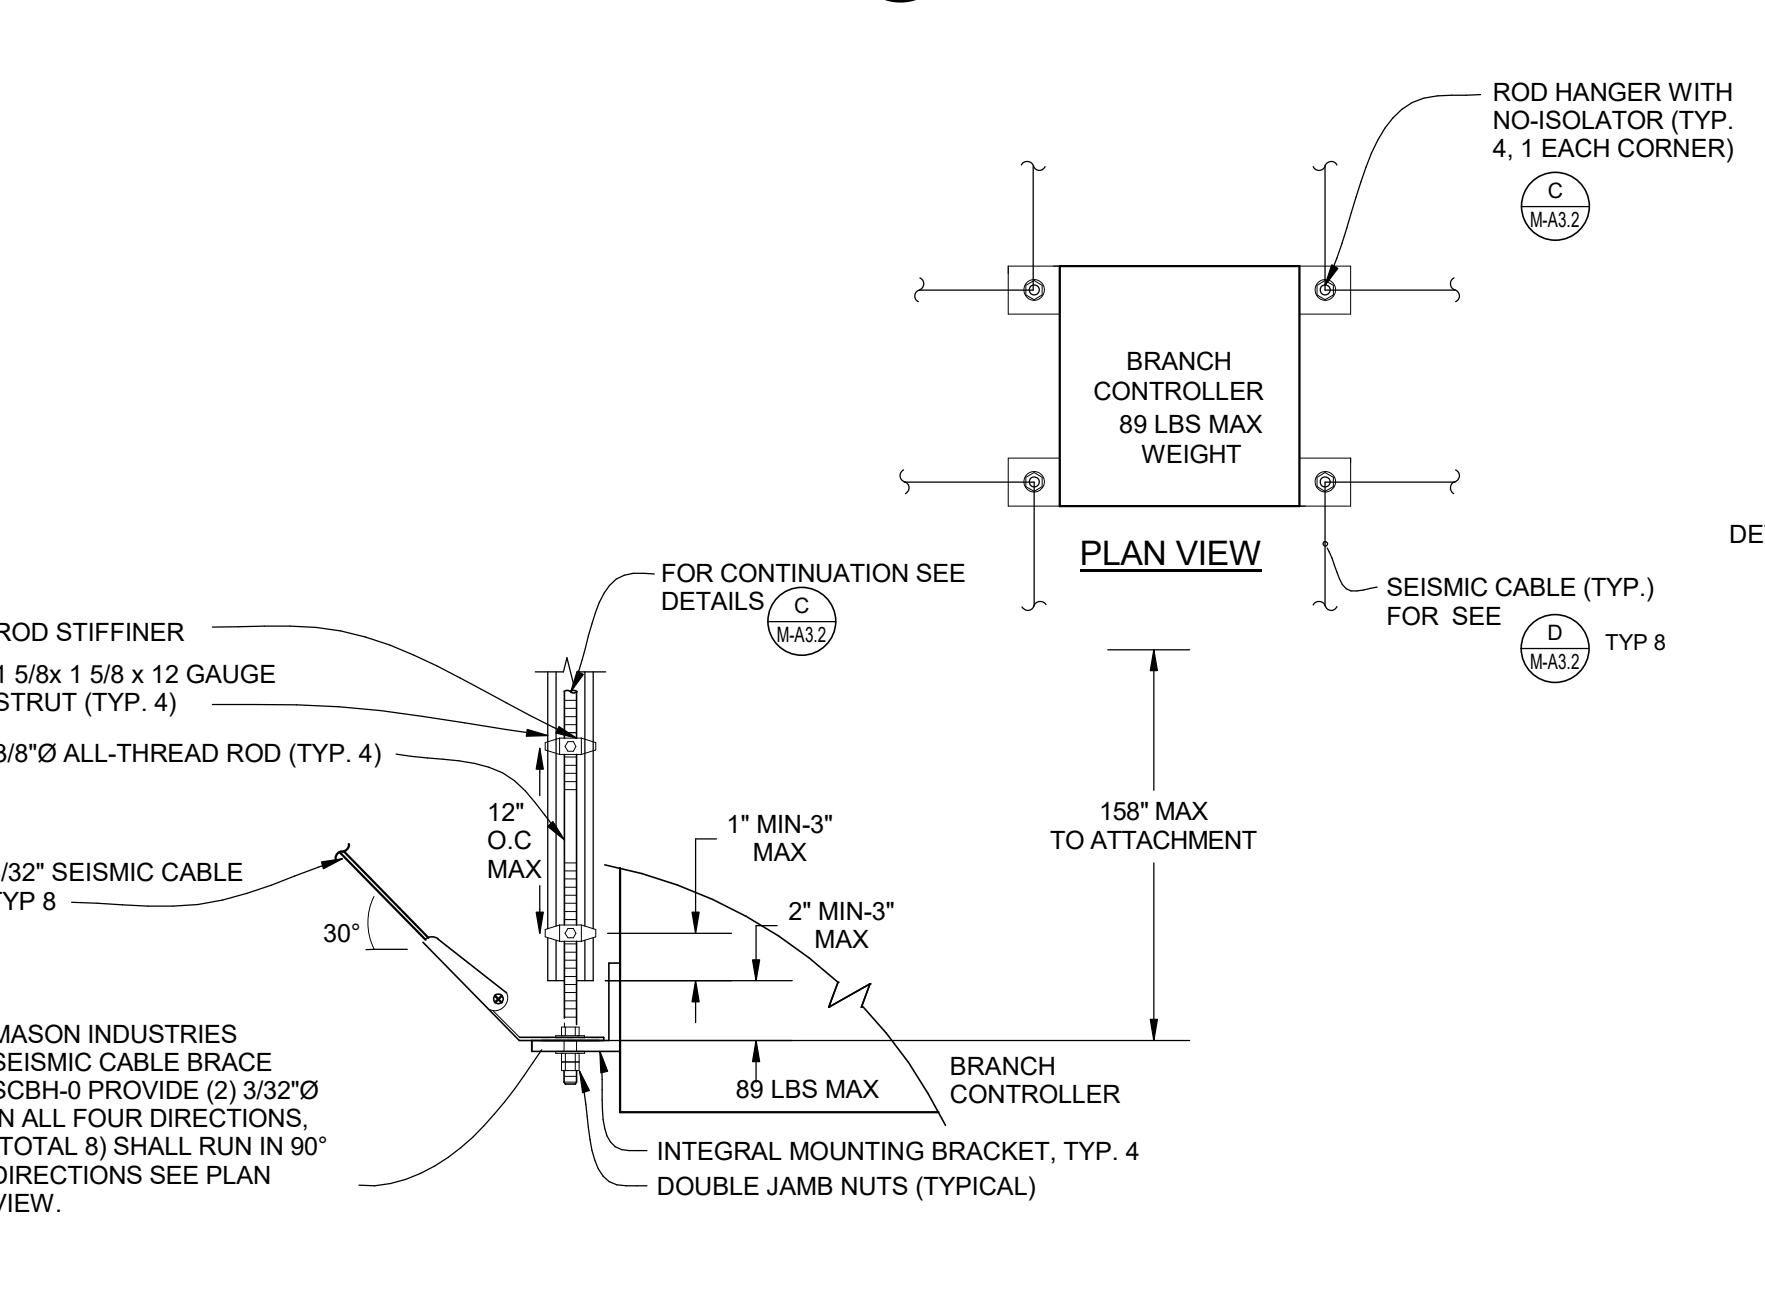 ROD HANGER WITH
NO-ISOLATOR (TYP.
4, 1 EACH CORNER)
C
M-A3.2
BRANCH
CONTROLLER
89 LBS MAX
WEIGHT
PLAN VIEW
SEISMIC CABLE (TYP.)
FOR SEE
D
M-A3.2
TYP 8
FOR CONTINUATION SEE
DETAILS
C
M-A3.2
ROD STIFFINER
1 5/8x 1 5/8 x 12 GAUGE
STRUT (TYP. 4)
3/8"Ø ALL-THREAD ROD (TYP. 4)
12"
O.C
MAX
1" MIN-3"
MAX
2" MIN-3"
MAX
158" MAX
TO ATTACHMENT
/32" SEISMIC CABLE
TYP 8
30°
MASON INDUSTRIES
SEISMIC CABLE BRACE
SCBH-0 PROVIDE (2) 3/32"Ø
IN ALL FOUR DIRECTIONS,
(TOTAL 8) SHALL RUN IN 90°
DIRECTIONS SEE PLAN
VIEW.
89 LBS MAX
BRANCH
CONTROLLER
INTEGRAL MOUNTING BRACKET, TYP. 4
DOUBLE JAMB NUTS (TYPICAL)